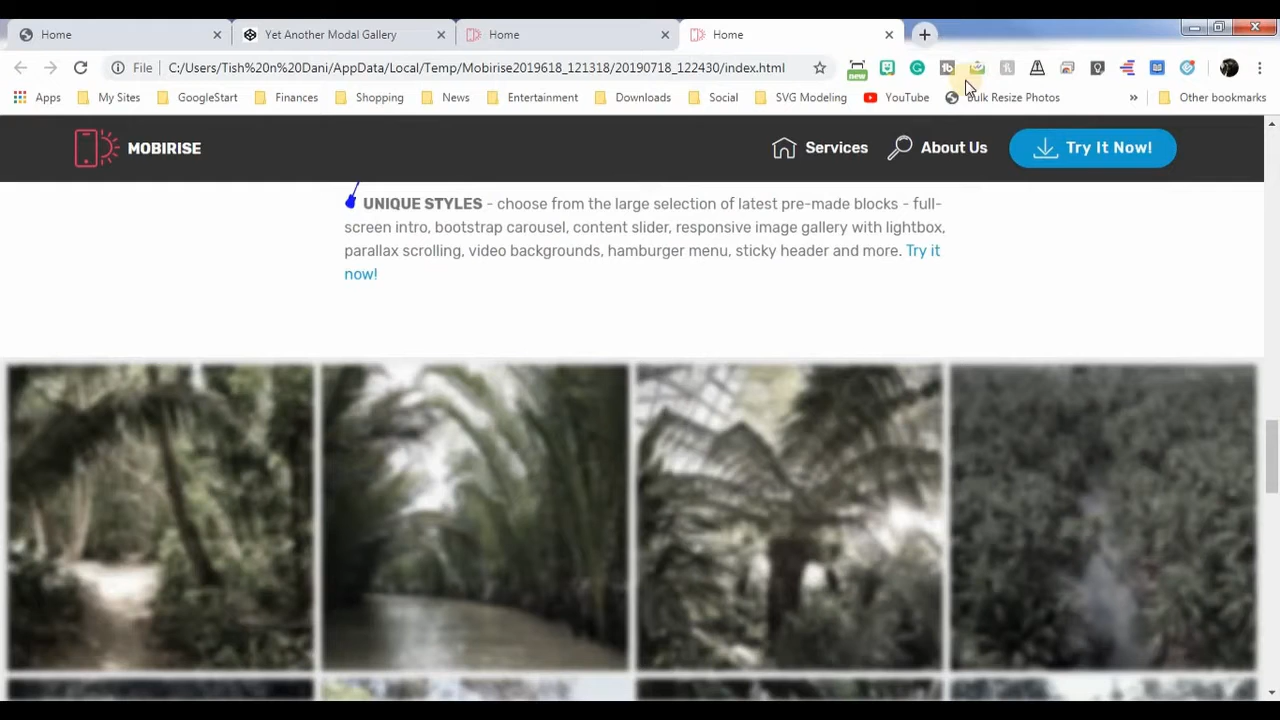 Home
Yet Another Modal Gallery
Home
Home
File
C:/Users/Tish%20n%20Dani/AppData/Local/Temp/Mobirise2019618_121318/20190718_122430/index.html
new
Apps
My Sites
GoogleStart
Finances
Shopping
News
Entertainment
Downloads
Social
SVG Modeling
YouTube
Bulk Resize Photos
»
Other bookmarks
MOBIRISE
Services
About Us
Try It Now!
UNIQUE STYLES - choose from the large selection of latest pre-made blocks - full-
screen intro, bootstrap carousel, content slider, responsive image gallery with lightbox,
parallax scrolling, video backgrounds, hamburger menu, sticky header and more. Try it
now!